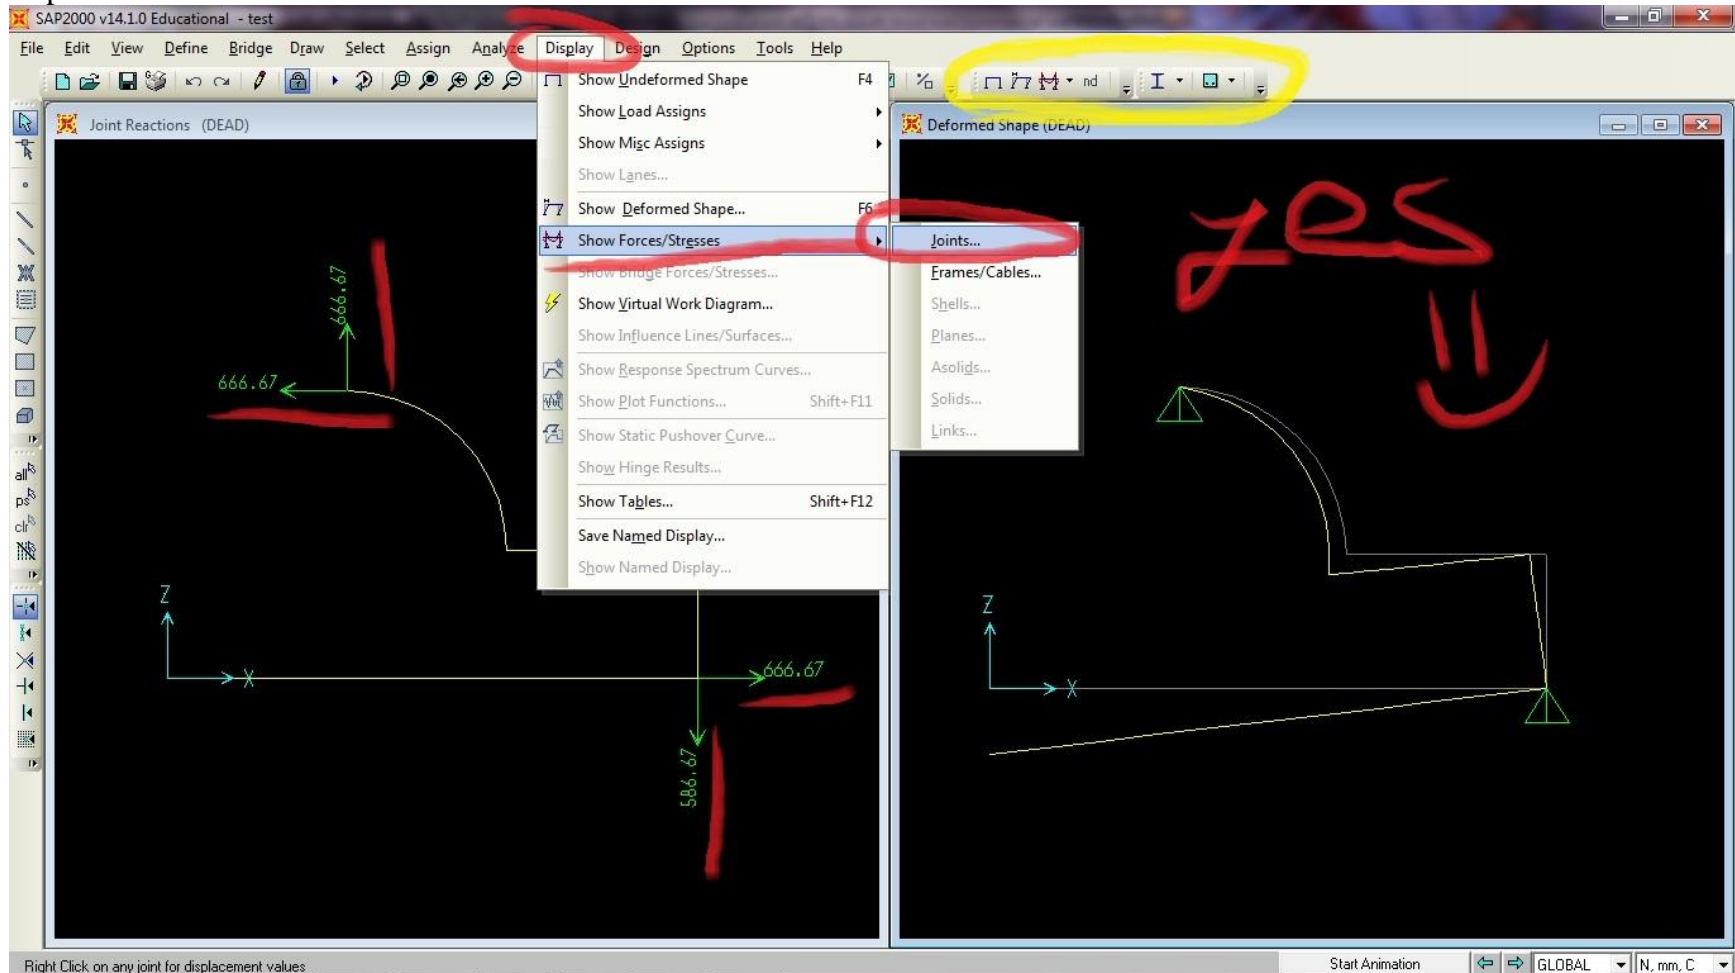 SAP2000 v14.1.0 Educational - test
File Edit View Define Bridge Draw Select Assign Analyze Display Design Options Tools Help
nd
Joint Reactions (DEAD)
Deformed Shape (DEAD)
Show Undeformed Shape F4
Show Load Assigns
Show Misc Assigns
Show Lanes...
Show Deformed Shape... F6
Show Forces/Stresses
Show Bridge Forces/Stresses...
Show Virtual Work Diagram...
Show Influence Lines/Surfaces...
Show Response Spectrum Curves...
Show Plot Functions... Shift+F11
Show Static Pushover Curve...
Show Hinge Results...
Show Tables... Shift+F12
Save Named Display...
Show Named Display...
Joints...
Frames/Cables...
Shells...
Planes...
Asolids...
Solids...
Links...
yes
all
ps
clr
666.67
666.67
Z
X
666.67
586.67
Z
X
Right Click on any joint for displacement values
Start Animation
GLOBAL
N, mm, C